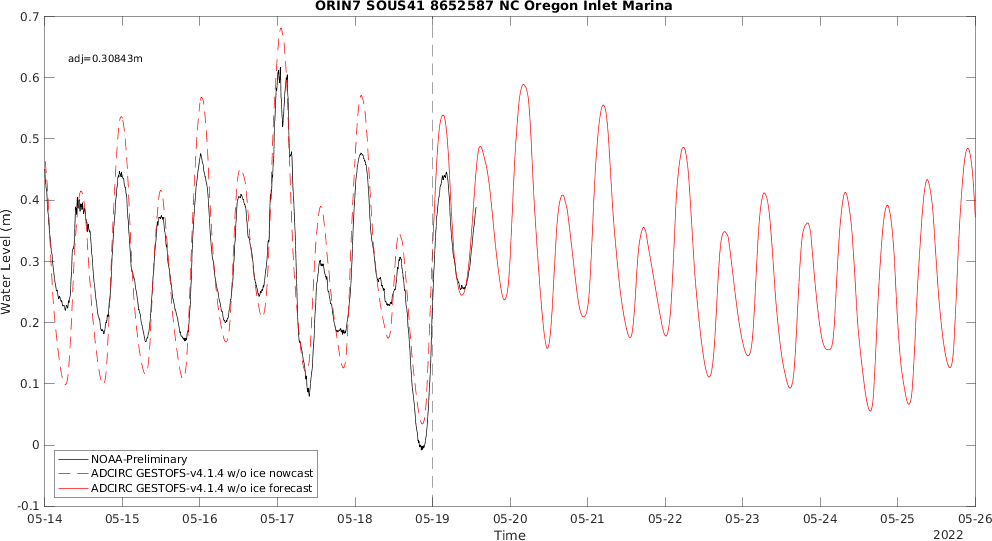 ORIN7 SOUS41 8652587 NC Oregon Inlet Marina
adj=0.30843m
Water Level (m)
0.7
0.6
0.5
0.4
0.3
0.2
0.1
0
-0.1
NOAA-Preliminary
ADCIRC GESTOFS-v4.1.4 w/o ice nowcast
ADCIRC GESTOFS-v4.1.4 w/o ice forecast
05-14 05-15 05-16 05-17 05-18 05-19 05-20 05-21 05-22 05-23 05-24 05-25 05-26
Time
2022